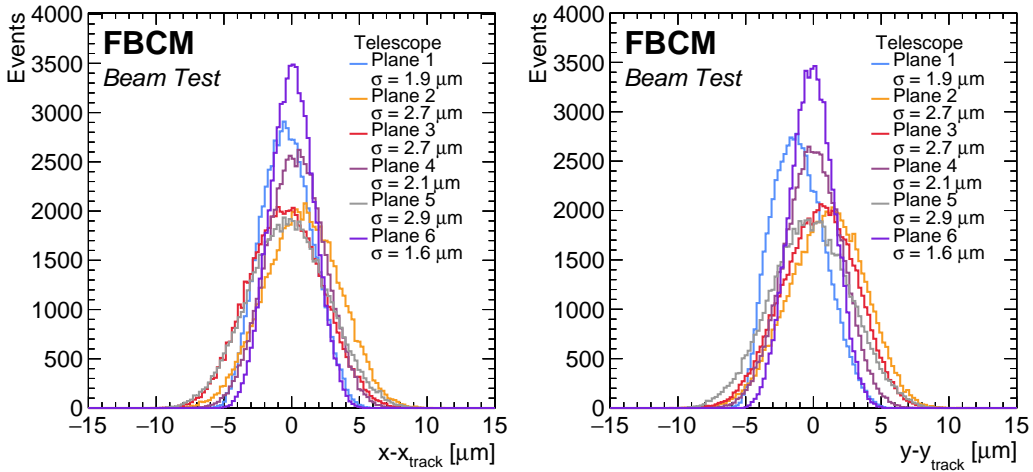 4000
3500
3000
2500
2000
1500
1000
500
0
Events
FBCM
Beam Test
Telescope
Plane 1
σ = 1.9 μm
Plane 2
σ = 2.7 μm
Plane 3
σ = 2.7 μm
Plane 4
σ = 2.1 μm
Plane 5
σ = 2.9 μm
Plane 6
σ = 1.6 μm
−15 −10 −5 0 5 10 15
x-x_track [μm]
4000
3500
3000
2500
2000
1500
1000
500
0
Events
FBCM
Beam Test
Telescope
Plane 1
σ = 1.9 μm
Plane 2
σ = 2.7 μm
Plane 3
σ = 2.7 μm
Plane 4
σ = 2.1 μm
Plane 5
σ = 2.9 μm
Plane 6
σ = 1.6 μm
−15 −10 −5 0 5 10 15
y-y_track [μm]